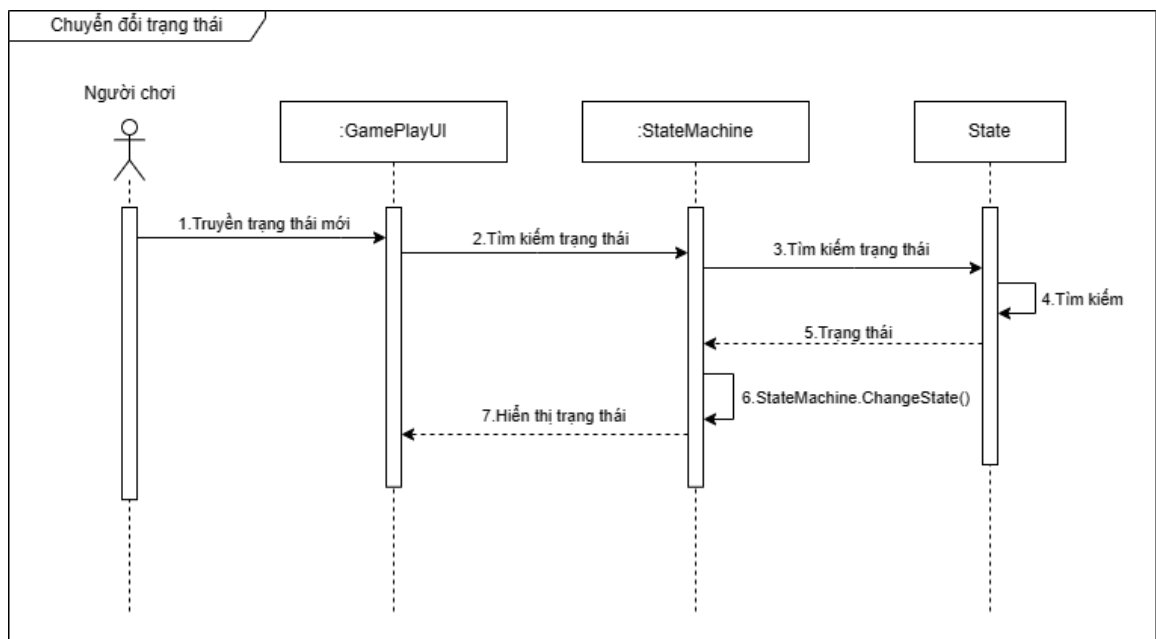 Chuyển đổi trạng thái
Người chơi
:GamePlayUI
:StateMachine
State
1.Truyền trạng thái mới
2.Tìm kiếm trạng thái
3.Tìm kiếm trạng thái
4.Tìm kiếm
5.Trạng thái
6.StateMachine.ChangeState()
7.Hiển thị trạng thái